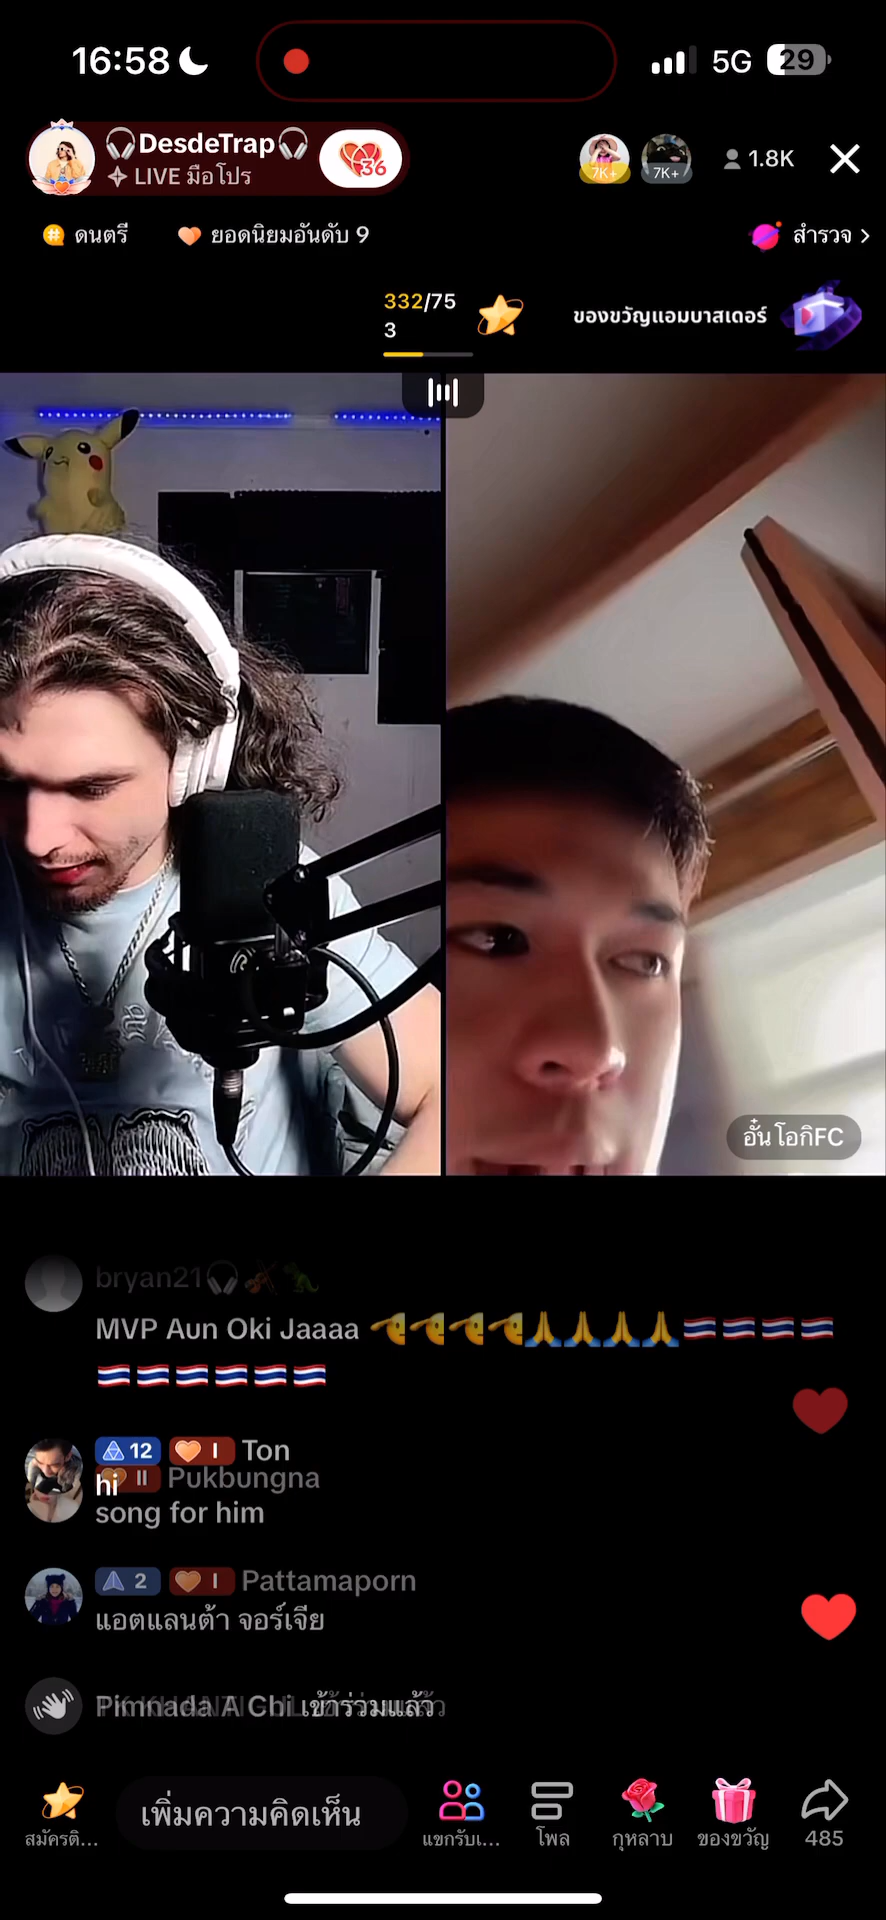 16:58
5G
29
🎧DesdeTrap🎧
LIVE มือโปร
36
7K+
7K+
1.8K
ดนตรี
ยอดนิยมอันดับ 9
สำรวจ
332/75
3
ของขวัญแอมบาสเดอร์
อั๋น โอกิFC
bryan21🎧
MVP Aun Oki Jaaaa 🫡🫡🫡🫡🙏🙏🙏🙏🇹🇭🇹🇭🇹🇭🇹🇭
🇹🇭🇹🇭🇹🇭🇹🇭🇹🇭🇹🇭
12 I Ton
hi
II Pukbungna
song for him
2 I Pattamaporn
แอตแลนต้า จอร์เจีย
Pimnada A Chi เข้าร่วมแล้ว
เพิ่มความคิดเห็น
สมัครติ...
แขกรับเ...
โพล
กุหลาบ
ของขวัญ
485